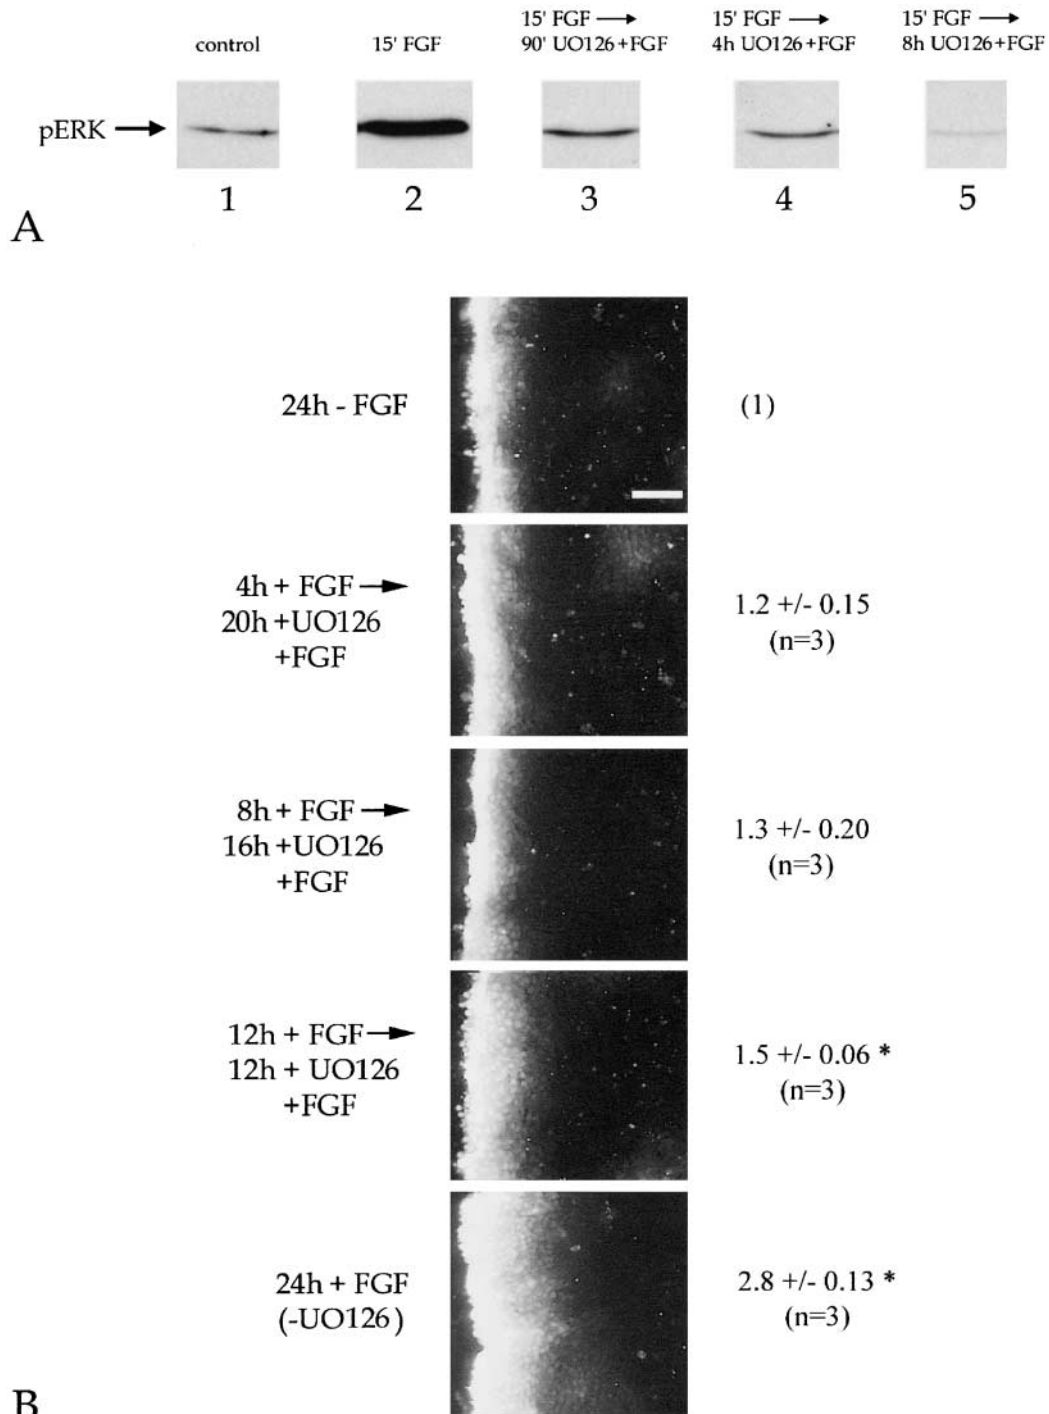 control
15' FGF
15' FGF →
90' UO126+FGF
15' FGF →
4h UO126+FGF
15' FGF →
8h UO126+FGF
pERK →
1
2
3
4
5
A
24h - FGF
(1)
4h + FGF →
20h +UO126
+FGF
1.2 +/- 0.15
(n=3)
8h + FGF →
16h +UO126
+FGF
1.3 +/- 0.20
(n=3)
12h + FGF →
12h + UO126
+FGF
1.5 +/- 0.06 *
(n=3)
24h + FGF
(-UO126)
2.8 +/- 0.13 *
(n=3)
B